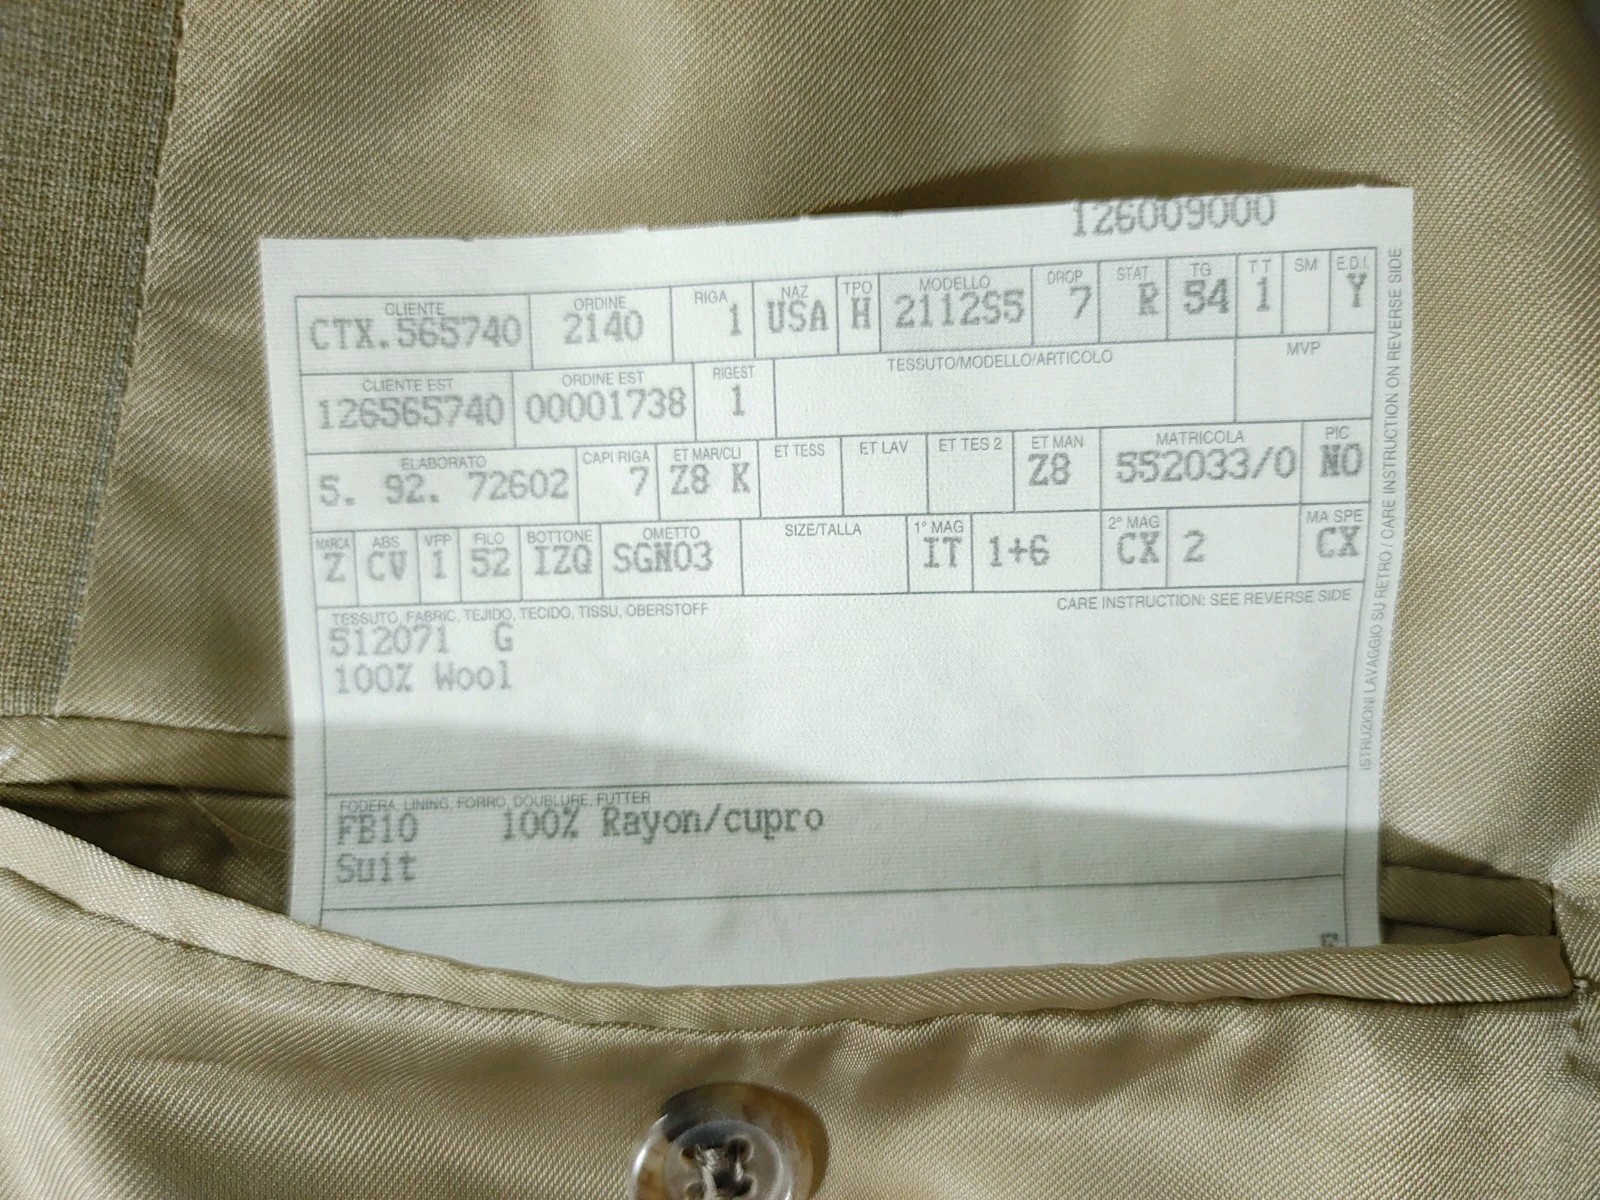 126009000
CLIENTE ORDINE RIGA NAZ TPO MODELLO DROP STAT TG TT SM E.D.I.
CTX.565740 2140 1 USA H 2112S5 7 R 54 1 Y
CLIENTE EST ORDINE EST RIGEST TESSUTO/MODELLO/ARTICOLO MVP
126565740 00001738 1
ELABORATO CAPI RIGA ET MAR/CLI ET TESS ET LAV ET TES 2 ET MAN MATRICOLA PIC
5. 92. 72602 7 Z8 K Z8 552033/0 NO
MARCA ABS VFP FILO BOTTONE OMETTO SIZE/TALLA 1° MAG 2° MAG MA SPE
Z CV 1 52 IZQ SGN03 IT 1+6 CX 2 CX
TESSUTO, FABRIC, TEJIDO, TECIDO, TISSU, OBERSTOFF CARE INSTRUCTION: SEE REVERSE SIDE
512071 G
100% Wool
FODERA, LINING, FORRO, DOUBLURE, FUTTER
FB10 100% Rayon/cupro
Suit
ISTRUZIONI LAVAGGIO SU RETRO / CARE INSTRUCTION ON REVERSE SIDE